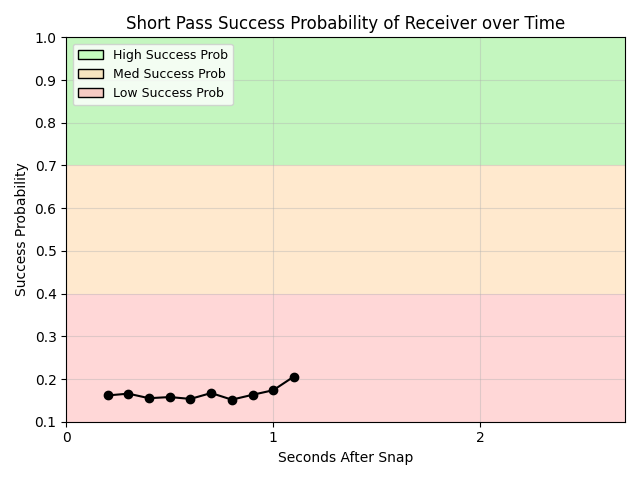 Short Pass Success Probability of Receiver over Time
High Success Prob
Med Success Prob
Low Success Prob
Success Probability
1.0
0.9
0.8
0.7
0.6
0.5
0.4
0.3
0.2
0.1
0 1 2
Seconds After Snap